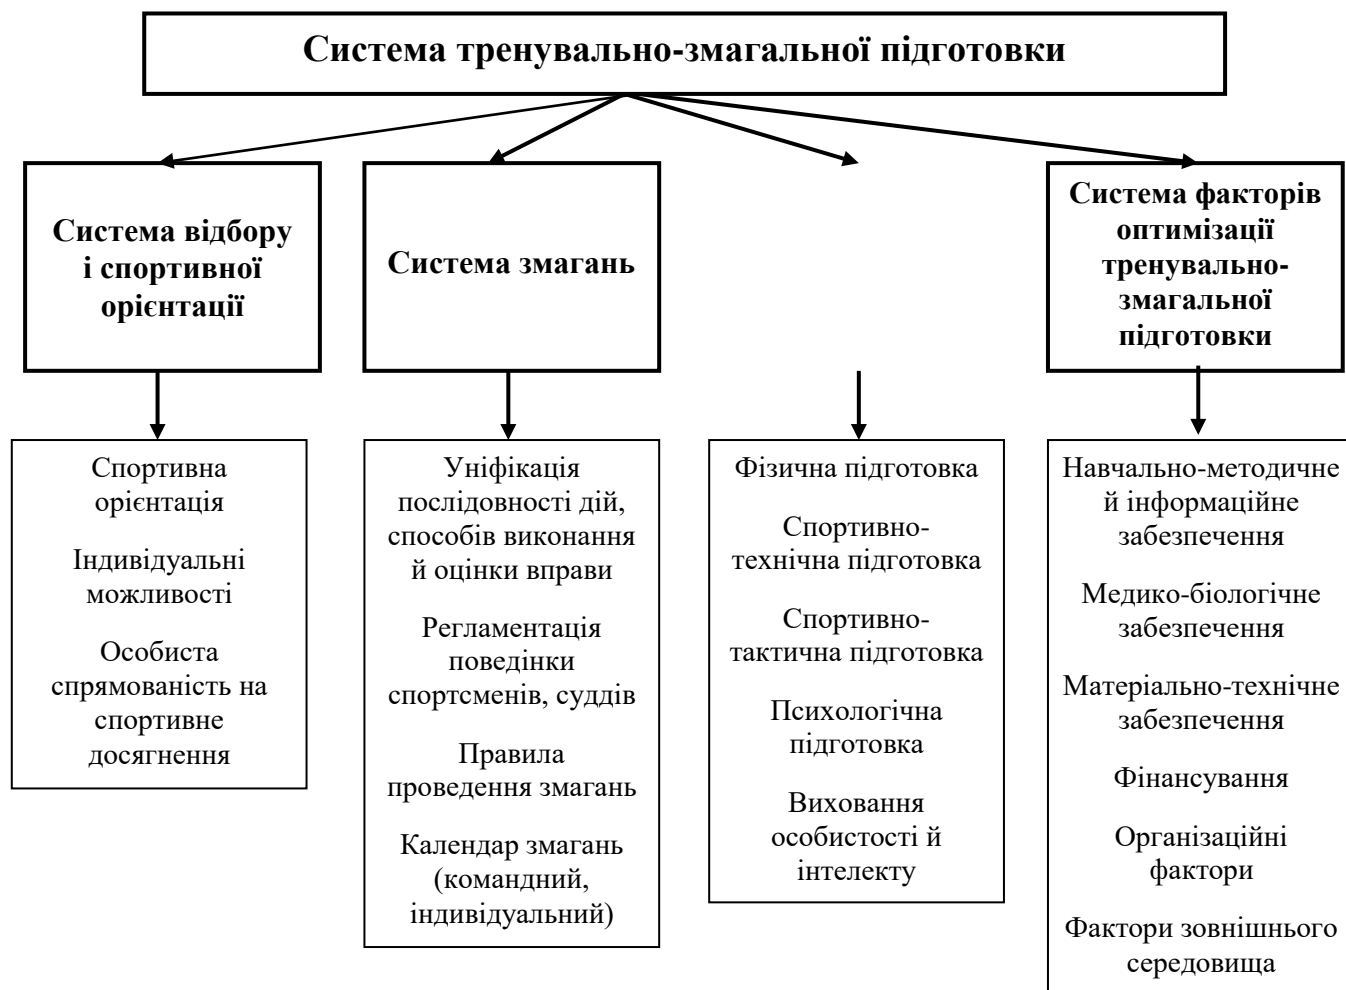 Система тренувально-змагальної підготовки
Система відбору
і спортивної
орієнтації
Система змагань
Система факторів
оптимізації
тренувально-
змагальної
підготовки
Спортивна
орієнтація
Індивідуальні
можливості
Особиста
спрямованість на
спортивне
досягнення
Уніфікація
послідовності дій,
способів виконання
й оцінки вправи
Регламентація
поведінки
спортсменів, суддів
Правила
проведення змагань
Календар змагань
(командний,
індивідуальний)
Фізична підготовка
Спортивно-
технічна підготовка
Спортивно-
тактична підготовка
Психологічна
підготовка
Виховання
особистості й
інтелекту
Навчально-методичне
й інформаційне
забезпечення
Медико-біологічне
забезпечення
Матеріально-технічне
забезпечення
Фінансування
Організаційні
фактори
Фактори зовнішнього
середовища